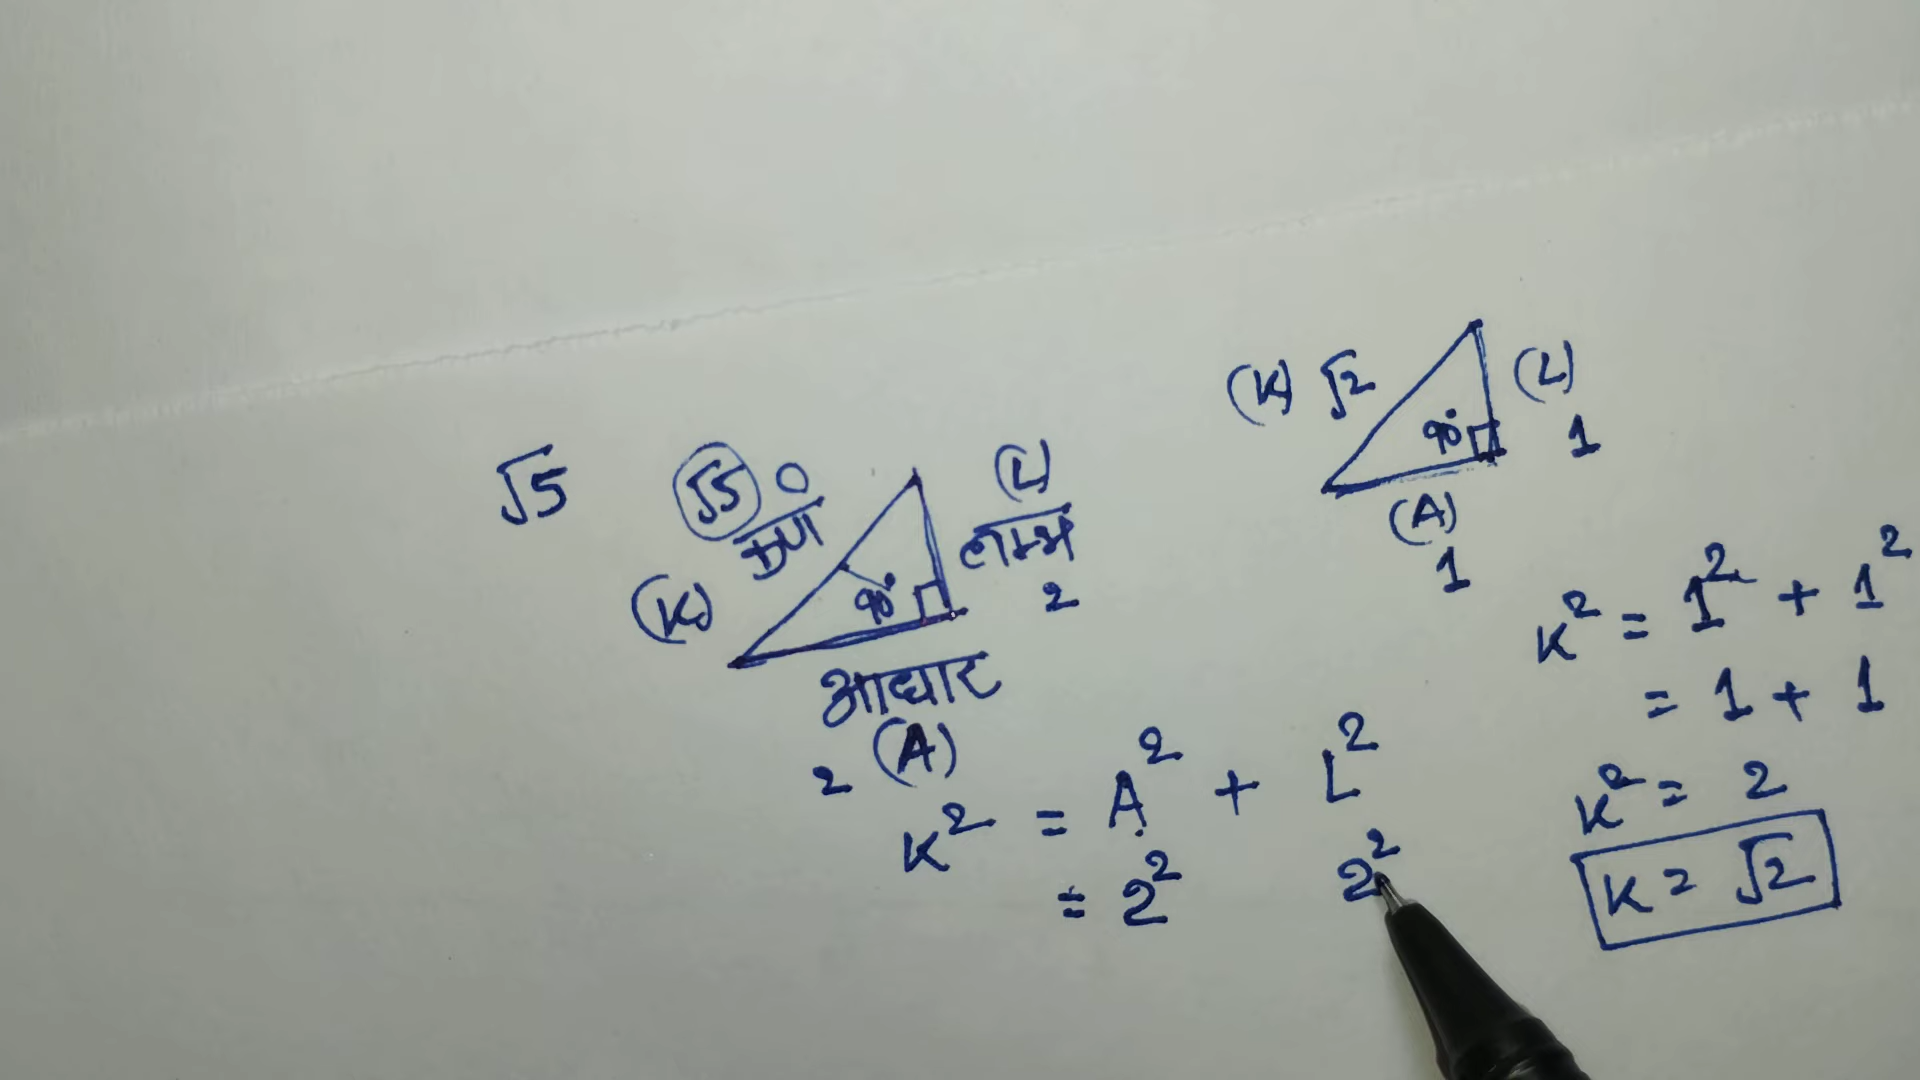 √5
√5
कर्ण
(K)
90°
(L)
लम्भ
2
आधार
(A)
2
K² = A² + L²
= 2² 2²
(K) √2
90°
(L)
1
(A)
1
K² = 1² + 1²
= 1 + 1
K² = 2
K = √2